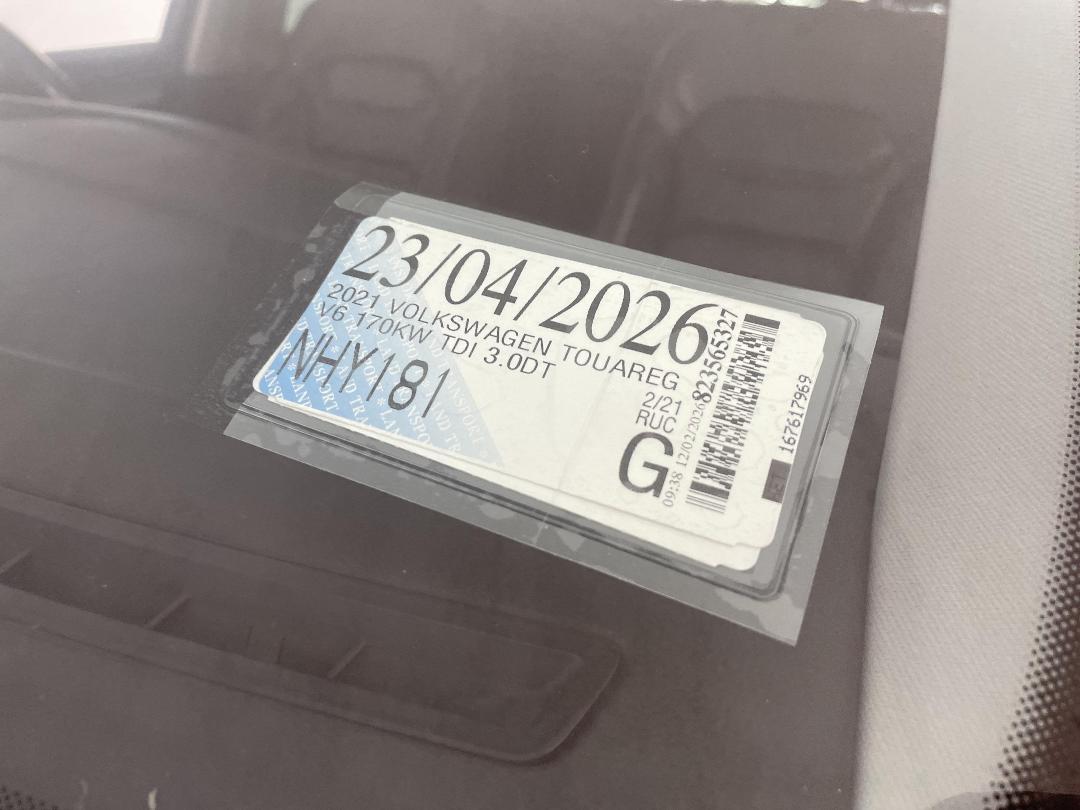 23/04/2026
2021 VOLKSWAGEN TOUAREG
V6 170KW TDI 3.0DT
NHY181
2/21
RUC
G
09:38 12/02/2026
823565327
167617969